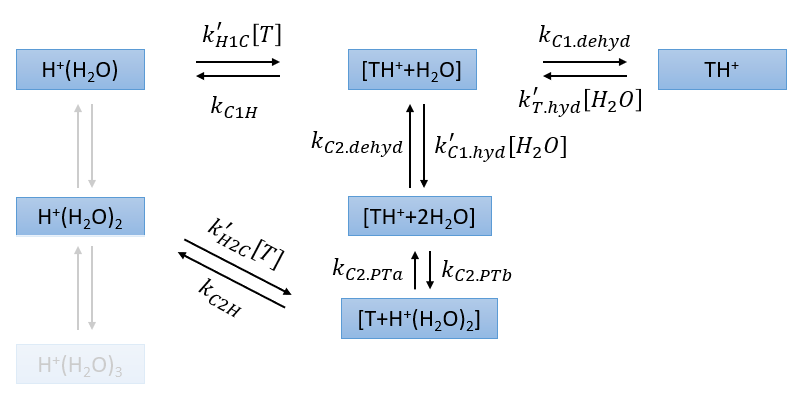 k′H1C[T]
kC1.dehyd
H⁺(H₂O)
[TH⁺+H₂O]
TH⁺
kC1H
k′T.hyd[H₂O]
kC2.dehyd
k′C1.hyd[H₂O]
H⁺(H₂O)₂
[TH⁺+2H₂O]
k′H2C[T]
kC2.PTa
kC2.PTb
kC2H
[T+H⁺(H₂O)₂]
H⁺(H₂O)₃